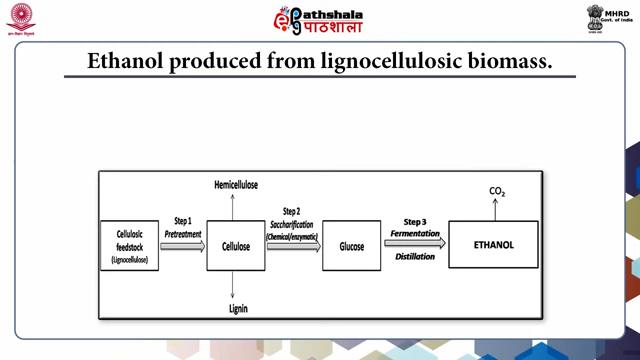 ePgPathshala
पाठशाला
MHRD
Govt. of India
Ethanol produced from lignocellulosic biomass.
Hemicellulose
CO2
Step 1
Pretreatment
Step 2
Saccharification
(Chemical/enzymatic)
Step 3
Fermentation
Distillation
Cellulosic
feedstock
(Lignocellulose)
Cellulose
Glucose
ETHANOL
Lignin